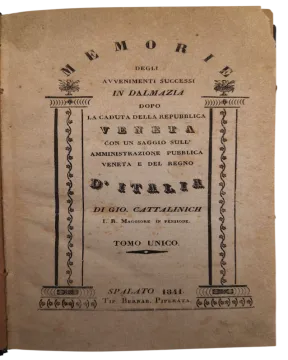 MEMORIE
DEGLI
AVVENIMENTI SUCCESSI
IN DALMAZIA
DOPO
LA CADUTA DELLA REPUBBLICA
VENETA
CON UN SAGGIO SULL'
AMMINISTRAZIONE PUBBLICA
VENETA E DEL REGNO
D'ITALIA
DI GIO. CATTALINICH
I. R. MAGGIORE IN PENSIONE.
TOMO UNICO.
SPALATO 1841.
TIP. BERNAR. PIPERATA.